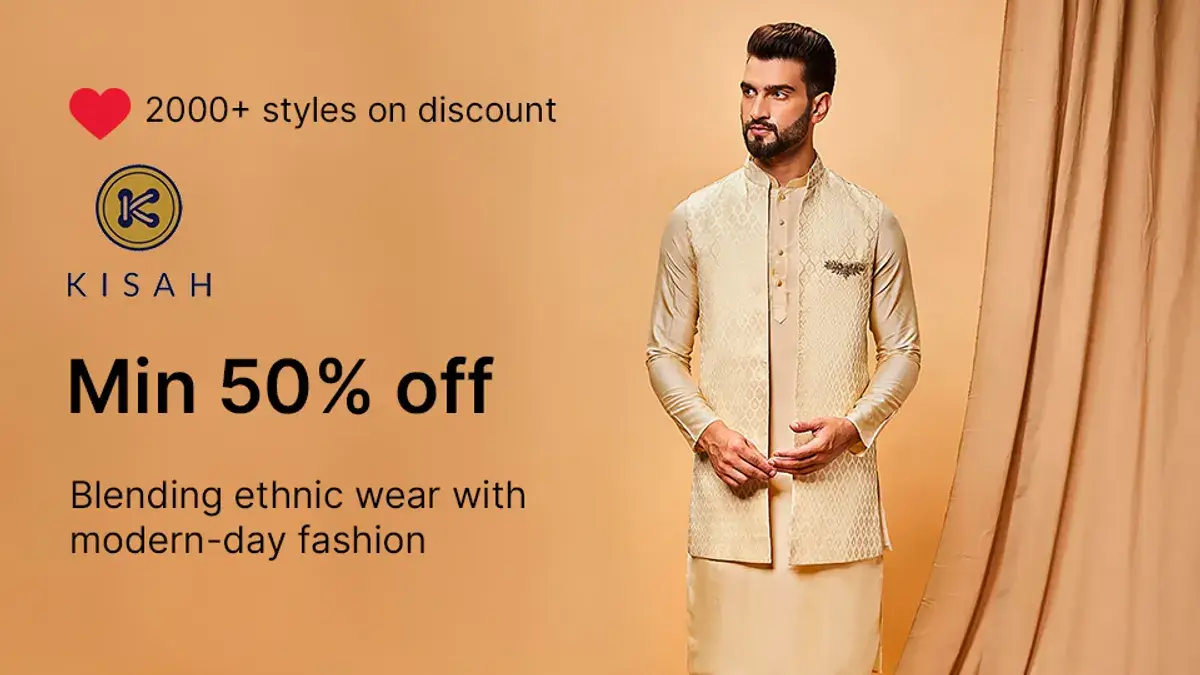 2000+ styles on discount
K
KISAH
Min 50% off
Blending ethnic wear with
modern-day fashion